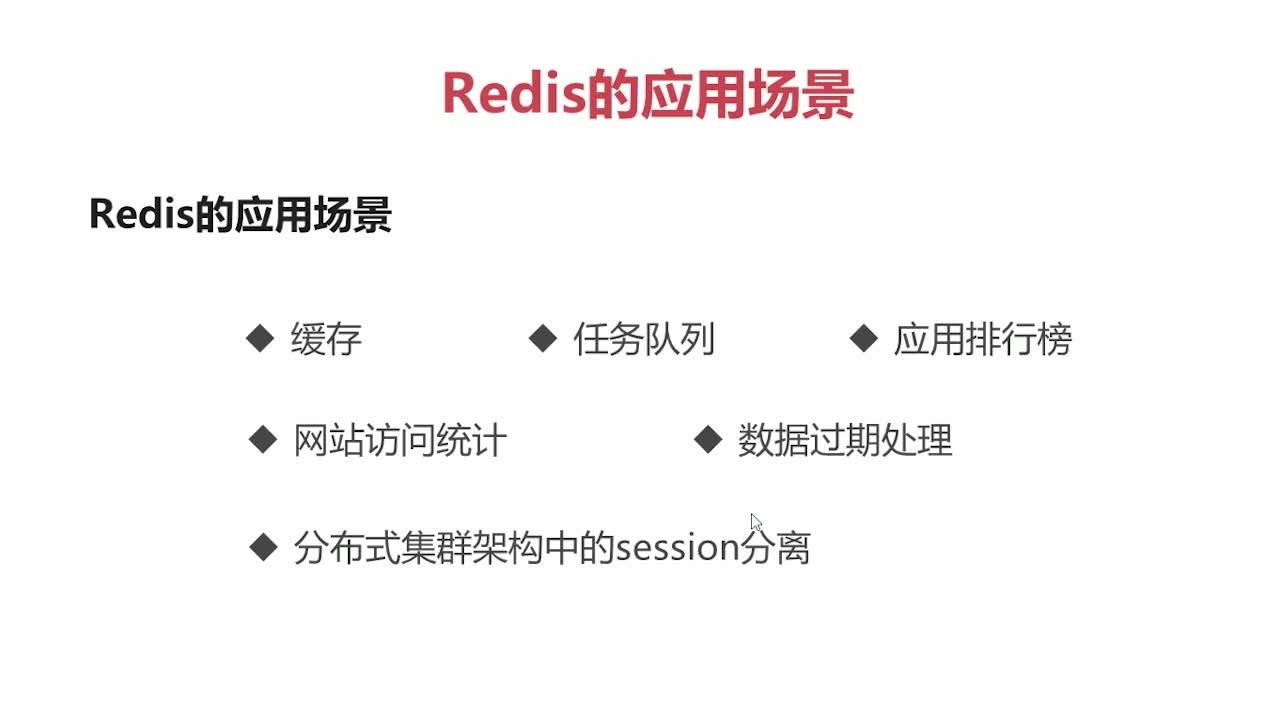 Redis的应用场景
Redis的应用场景
◆ 缓存 ◆ 任务队列 ◆ 应用排行榜
◆ 网站访问统计 ◆ 数据过期处理
◆ 分布式集群架构中的session分离